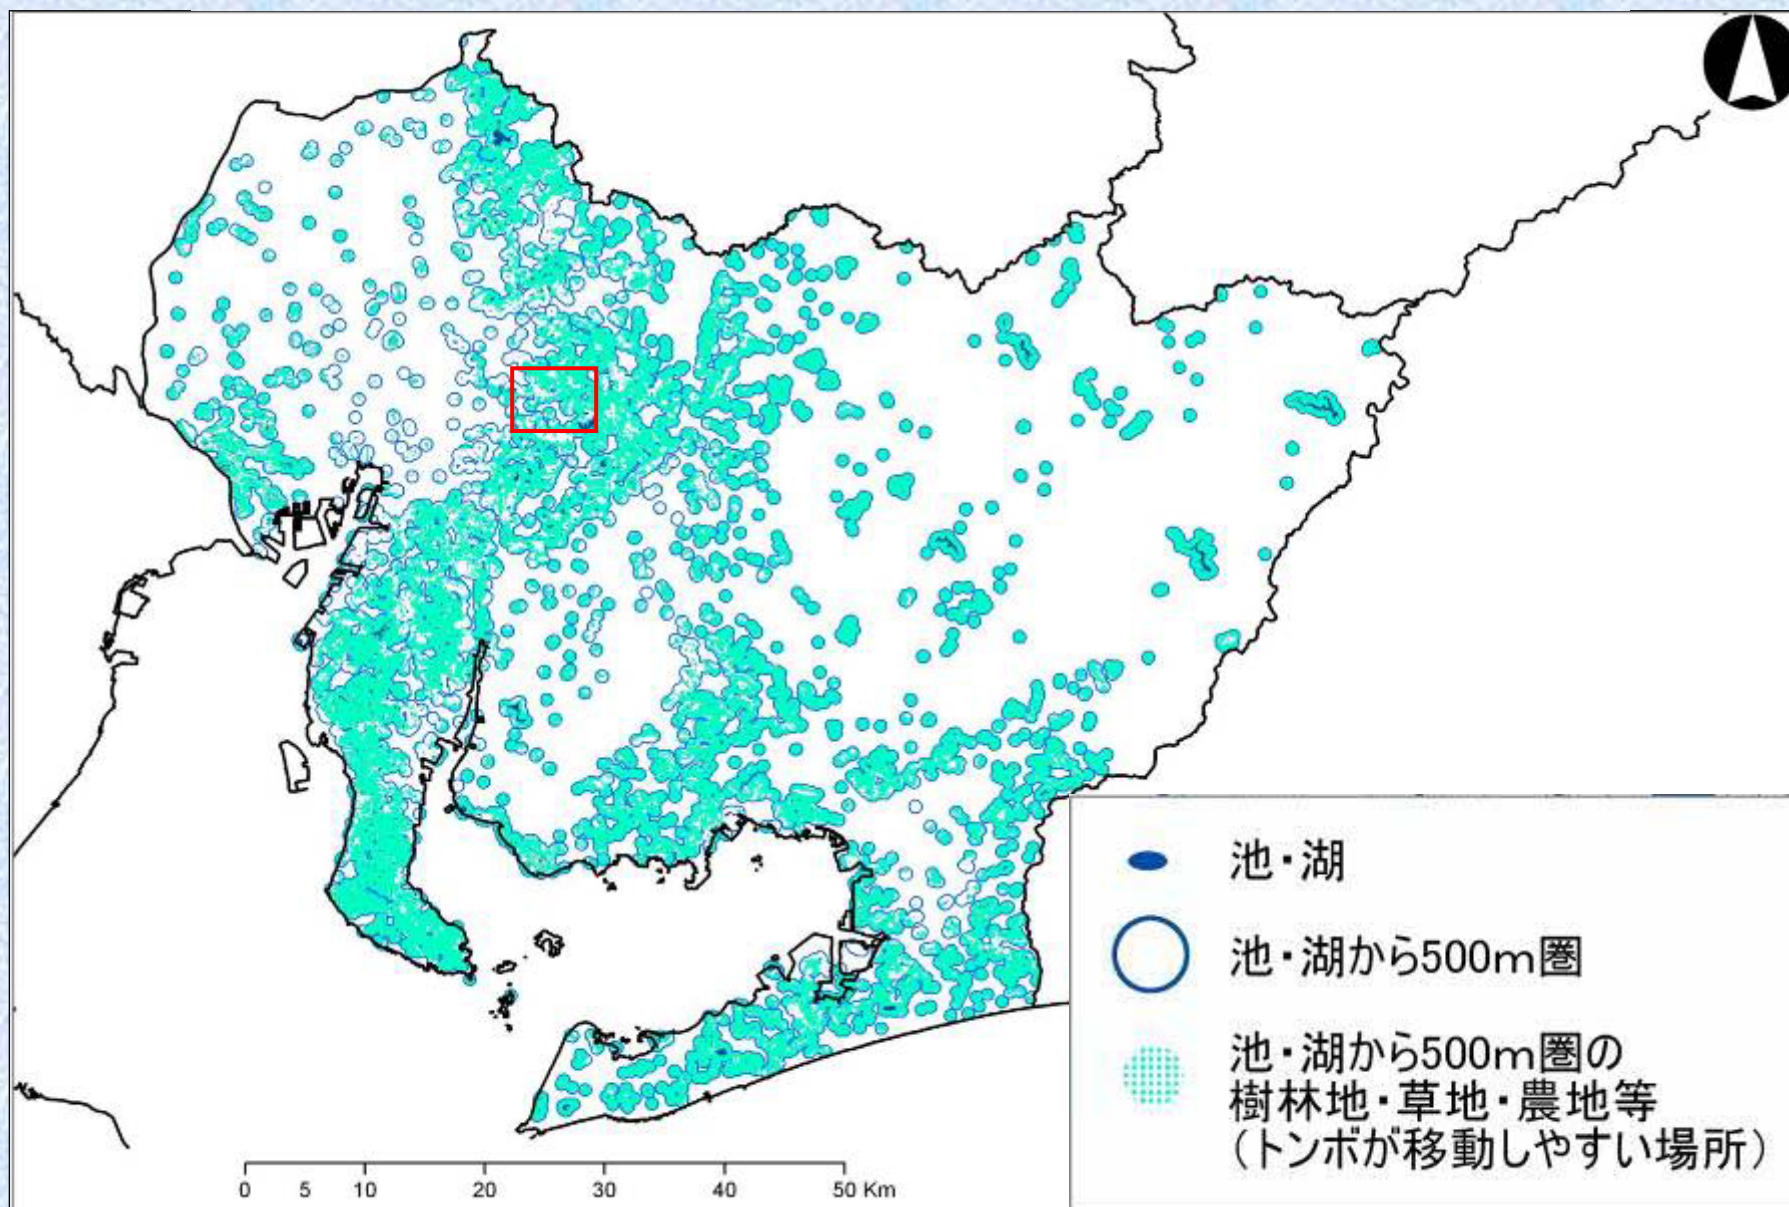 池・湖
池・湖から500m圏
池・湖から500m圏の
樹林地・草地・農地等
（トンボが移動しやすい場所）
0 5 10 20 30 40 50 Km